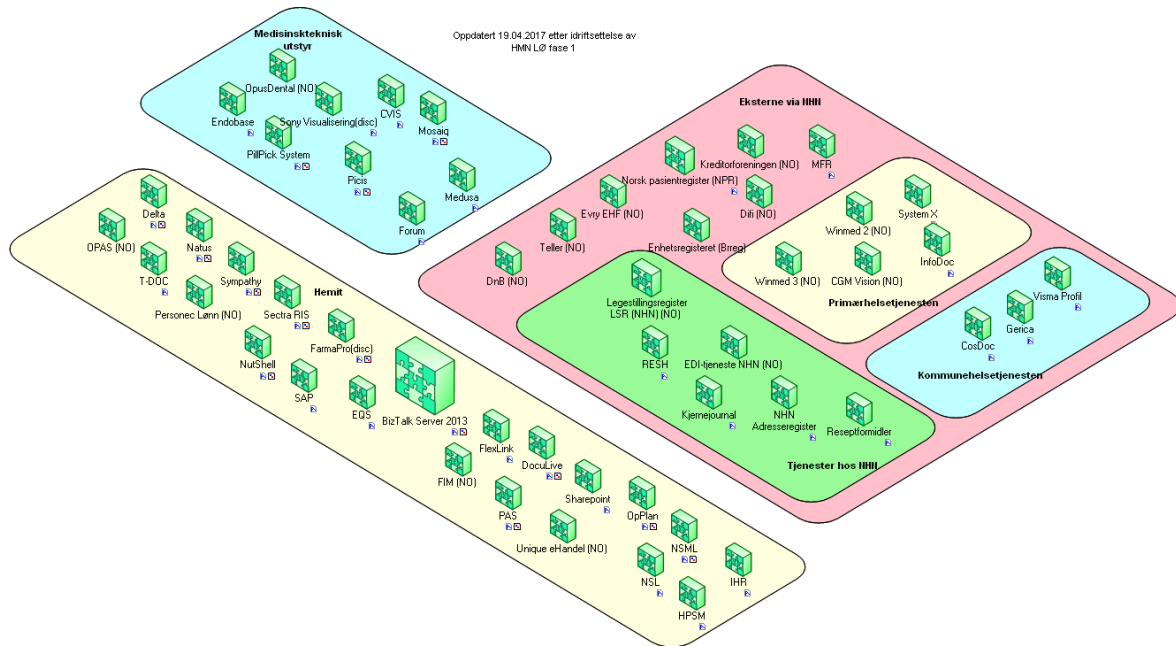 Medisinskteknisk
utstyr
Oppdatert 19.04.2017 etter idriftsettelse av
HMN LØ fase 1
OpusDental (NO)
Endobase
Sony Visualisering(disc)
CVIS
Mosaiq
PillPick System
Picis
Medusa
Forum
Eksterne via NHN
Kreditorforeningen (NO)
MFR
Norsk pasientregister (NPR)
Evry EHF (NO)
Difi (NO)
Teller (NO)
Enhetsregisteret (Brreg)
DnB (NO)
System X
Winmed 2 (NO)
InfoDoc
Winmed 3 (NO)
CGM Vision (NO)
Primærhelsetjenesten
Visma Profil
Gerica
CosDoc
Kommunehelsetjenesten
Legestillingsregister
LSR (NHN) (NO)
RESH
EDI-tjeneste NHN (NO)
Kjernejournal
NHN
Adresseregister
Reseptformidler
Tjenester hos NHN
Delta
OPAS (NO)
Natus
T-DOC
Sympathy
Hemit
Personec Lønn (NO)
Sectra RIS
FarmaPro(disc)
NutShell
SAP
EQS
BizTalk Server 2013
FlexLink
DocuLive
FIM (NO)
Sharepoint
PAS
OpPlan
Unique eHandel (NO)
NSML
NSL
IHR
HPSM